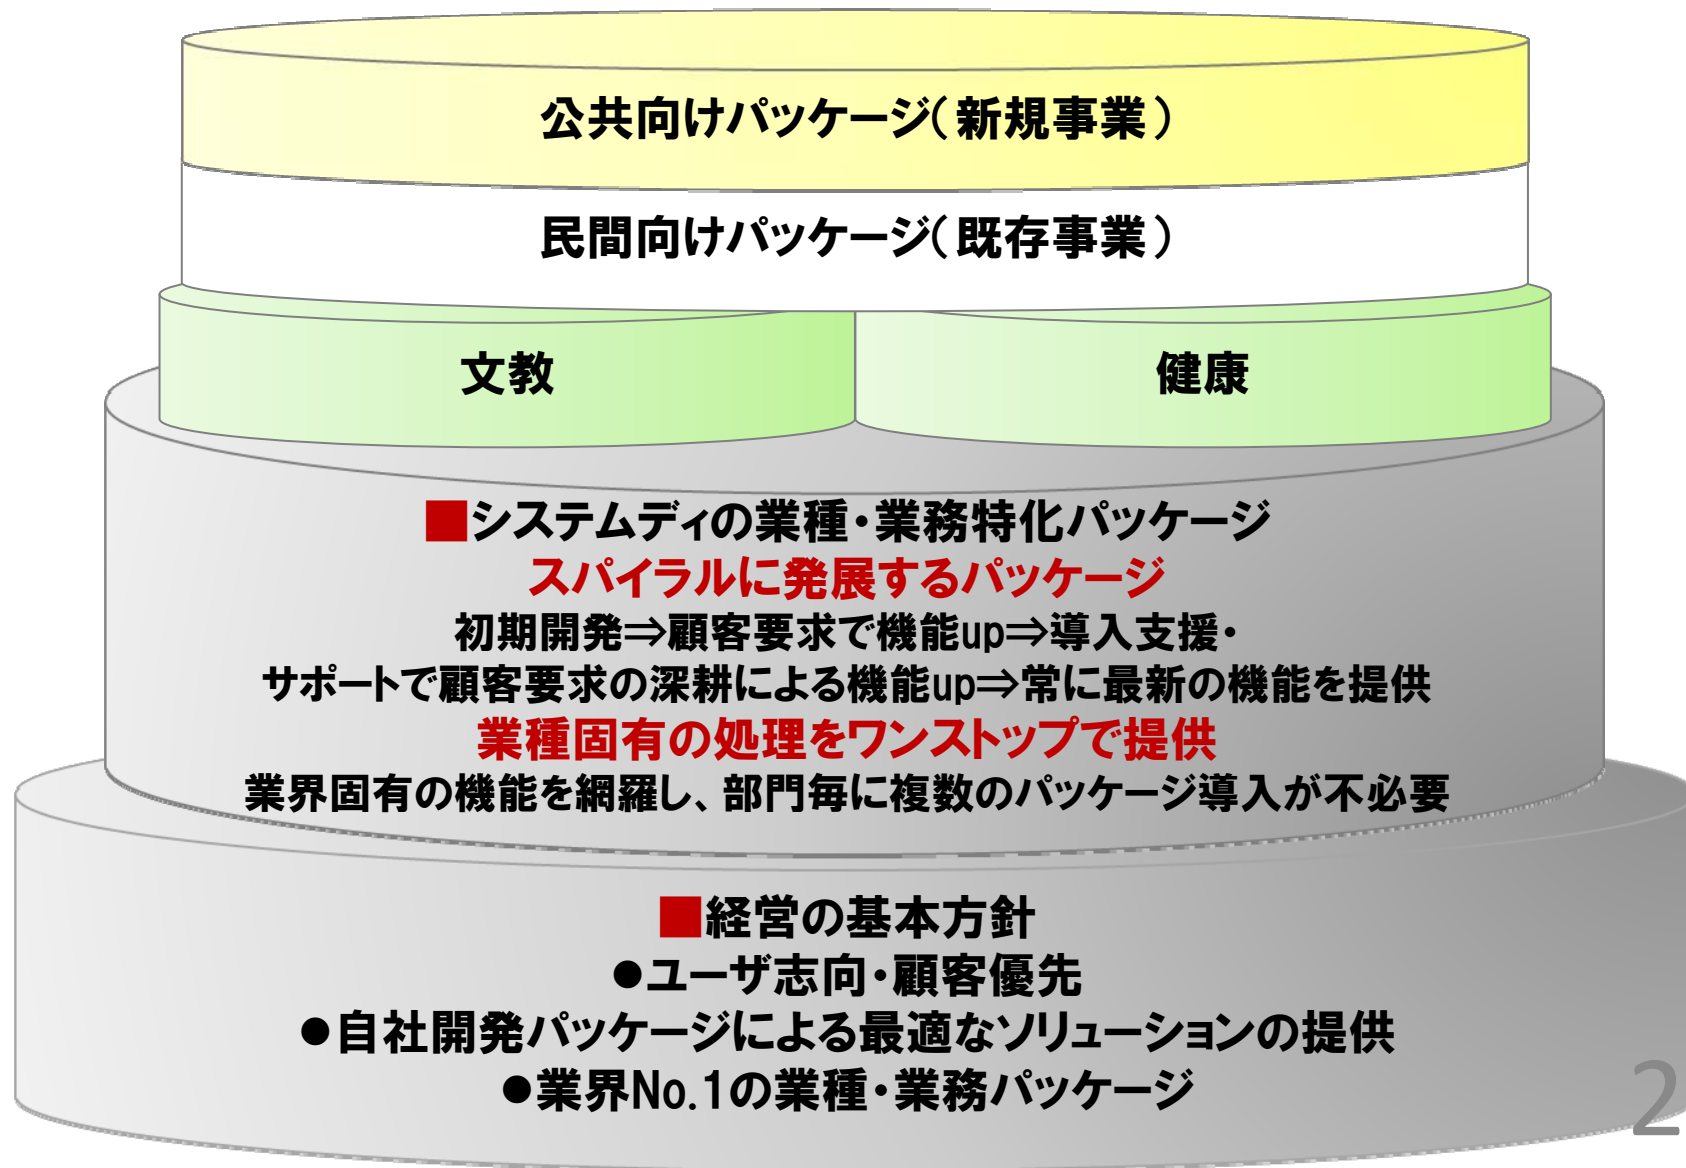 公共向けパッケージ(新規事業)
民間向けパッケージ(既存事業)
文教
健康
■システムディの業種・業務特化パッケージ
スパイラルに発展するパッケージ
初期開発⇒顧客要求で機能up⇒導入支援・
サポートで顧客要求の深耕による機能up⇒常に最新の機能を提供
業種固有の処理をワンストップで提供
業界固有の機能を網羅し、部門毎に複数のパッケージ導入が不必要
■経営の基本方針
●ユーザ志向・顧客優先
●自社開発パッケージによる最適なソリューションの提供
●業界No.1の業種・業務パッケージ
2